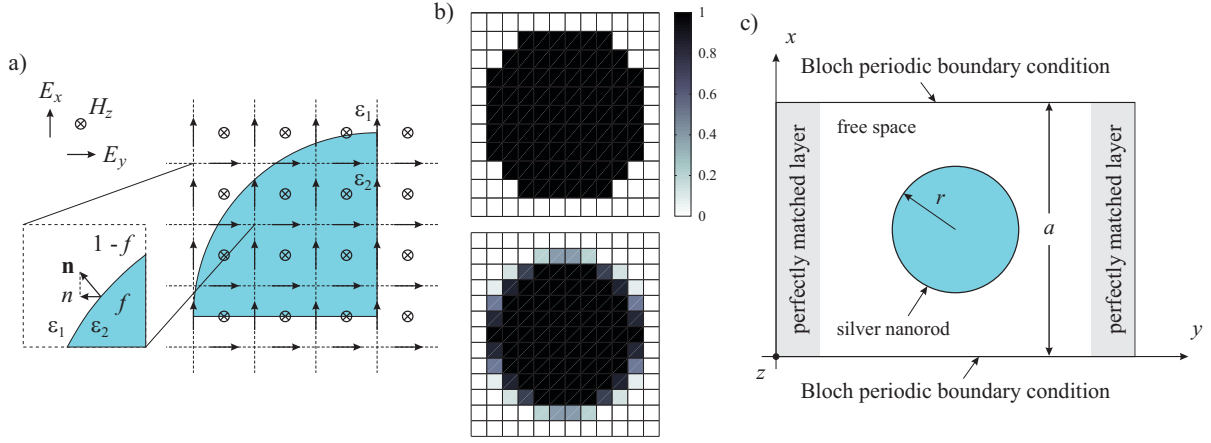 a)
E_x
H_z
E_y
ε_1
ε_2
1 - f
n
n
f
ε_1
ε_2
b)
1
0.8
0.6
0.4
0.2
0
c)
x
Bloch periodic boundary condition
free space
perfectly matched layer
r
a
perfectly matched layer
silver nanorod
y
z
Bloch periodic boundary condition